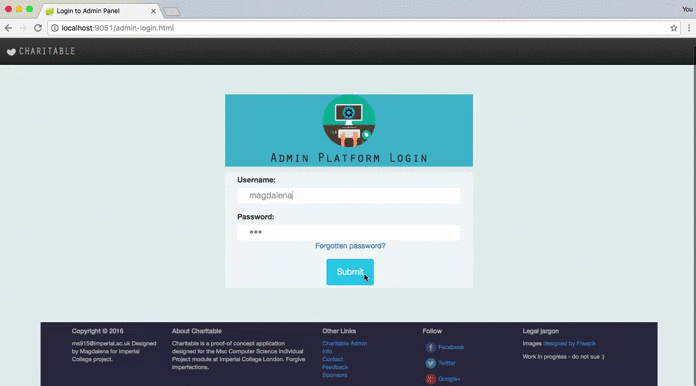 Login to Admin Panel
You
localhost:9051/admin-login.html
CHARITABLE
Admin Platform Login
Username:
magdalena
Password:
Forgotten password?
Submit
Copyright © 2016
ms915@imperial.ac.uk Designed
by Magdalena for Imperial
College project.
About Charitable
Charitable is a proof-of concept application
designed for the Msc Computer Science Individual
Project module at Imperial College London. Forgive
imperfections.
Other Links
Charitable Admin
Info
Contact
Feedback
Sponsors
Follow
Facebook
Twitter
Google+
Legal jargon
Images designed by Freepik
Work in progress - do not sue :)